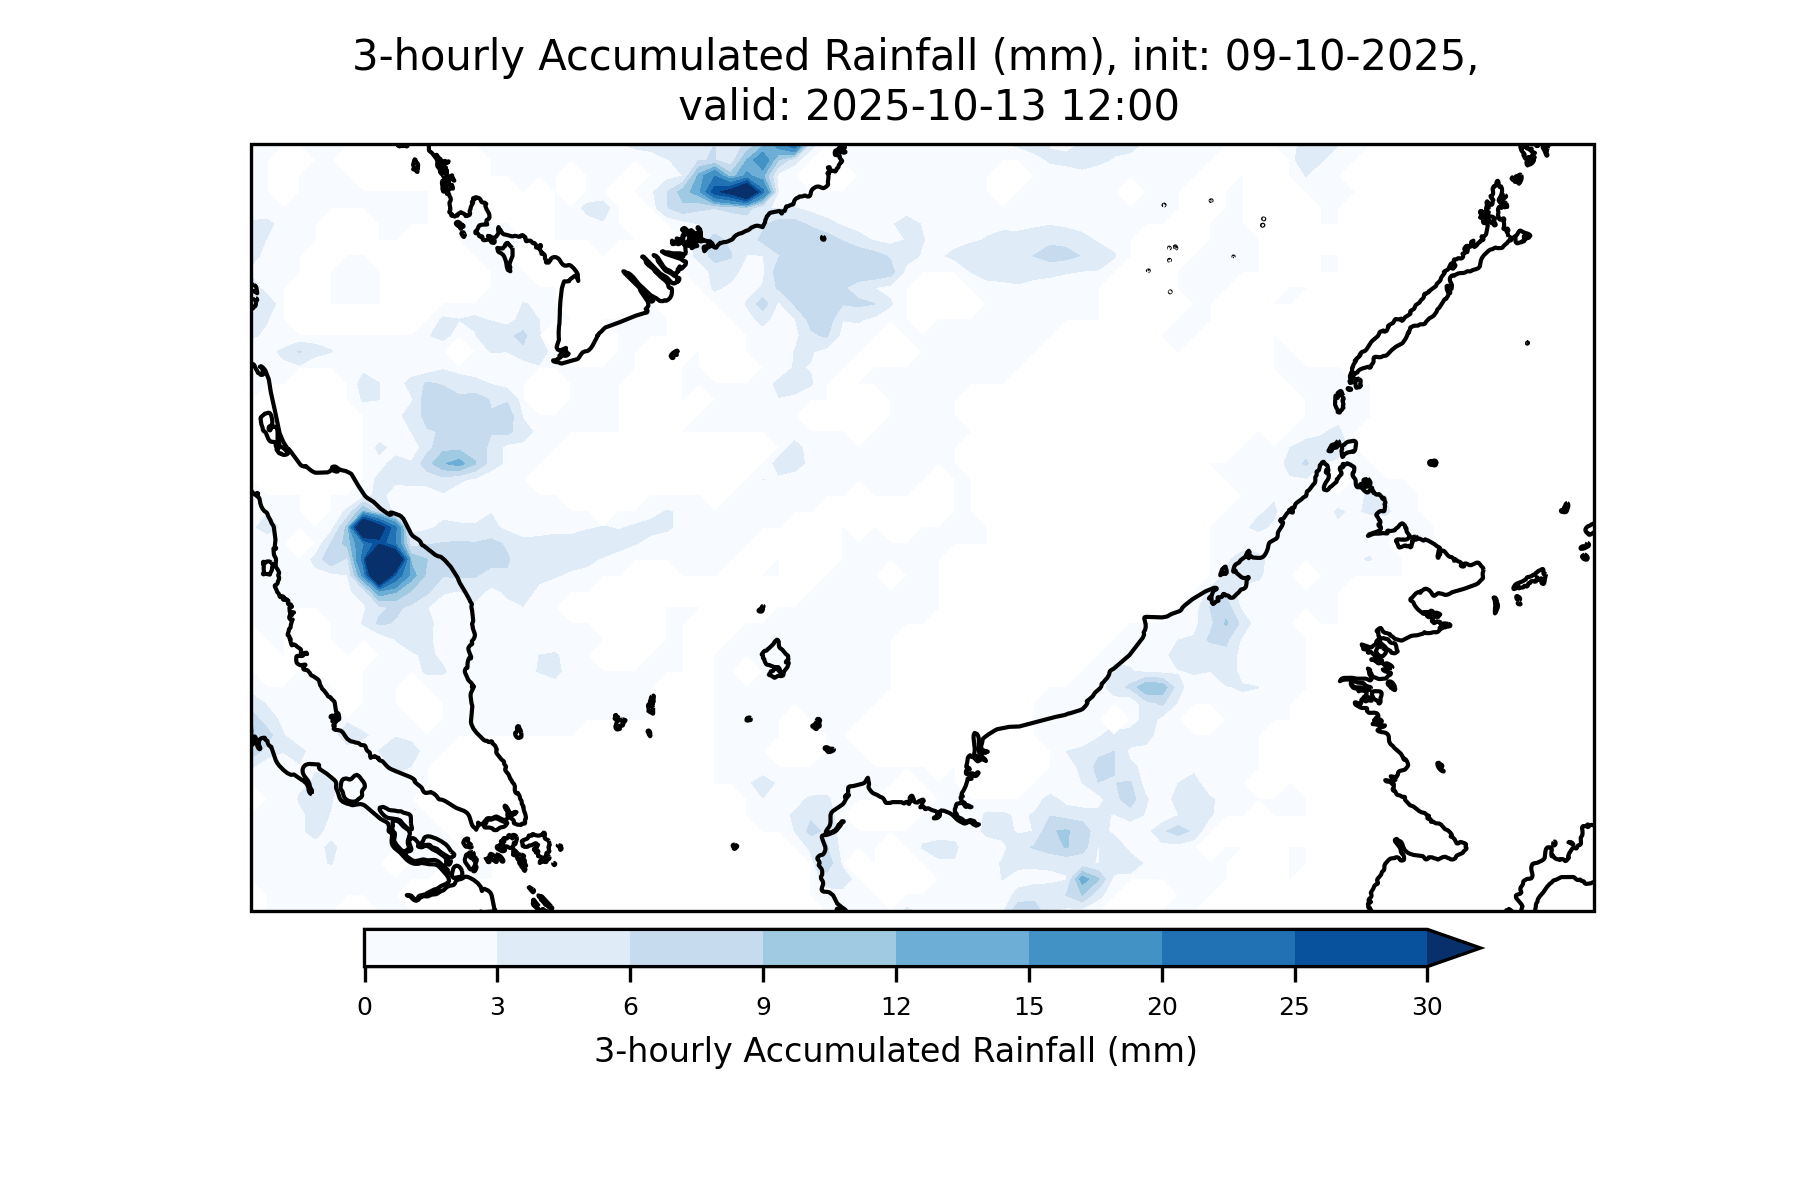 3-hourly Accumulated Rainfall (mm), init: 09-10-2025,
valid: 2025-10-13 12:00
0 3 6 9 12 15 20 25 30
3-hourly Accumulated Rainfall (mm)